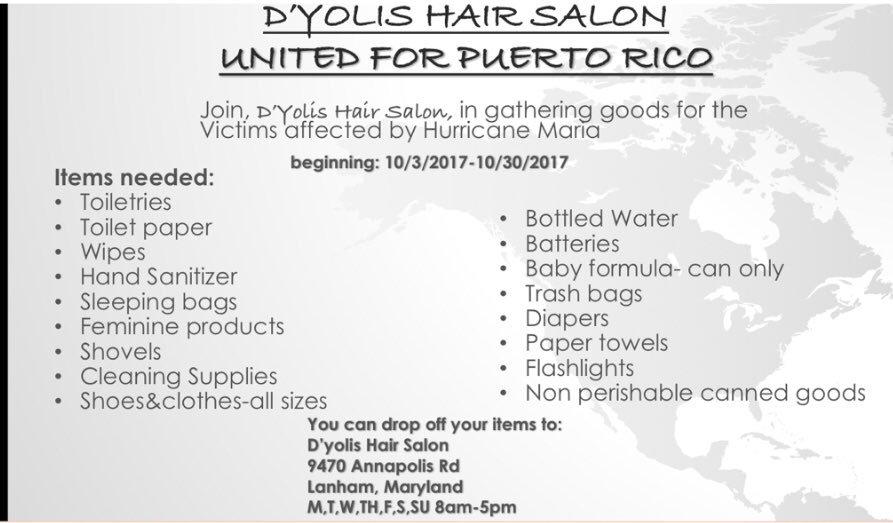 D'YOLIS HAIR SALON
UNITED FOR PUERTO RICO
Join, D'Yolis Hair Salon, in gathering goods for the
Victims affected by Hurricane Maria
beginning: 10/3/2017-10/30/2017
Items needed:
• Toiletries
• Toilet paper
• Wipes
• Hand Sanitizer
• Sleeping bags
• Feminine products
• Shovels
• Cleaning Supplies
• Shoes&clothes-all sizes
• Bottled Water
• Batteries
• Baby formula- can only
• Trash bags
• Diapers
• Paper towels
• Flashlights
• Non perishable canned goods
You can drop off your items to:
D'yolis Hair Salon
9470 Annapolis Rd
Lanham, Maryland
M,T,W,TH,F,S,SU 8am-5pm